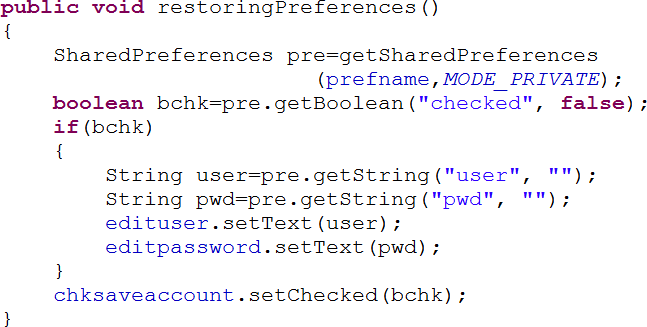 public void restoringPreferences()
{
    SharedPreferences pre=getSharedPreferences
                        (prefname,MODE_PRIVATE);
    boolean bchk=pre.getBoolean("checked", false);
    if(bchk)
    {
        String user=pre.getString("user", "");
        String pwd=pre.getString("pwd", "");
        edituser.setText(user);
        editpassword.setText(pwd);
    }
    chksaveaccount.setChecked(bchk);
}